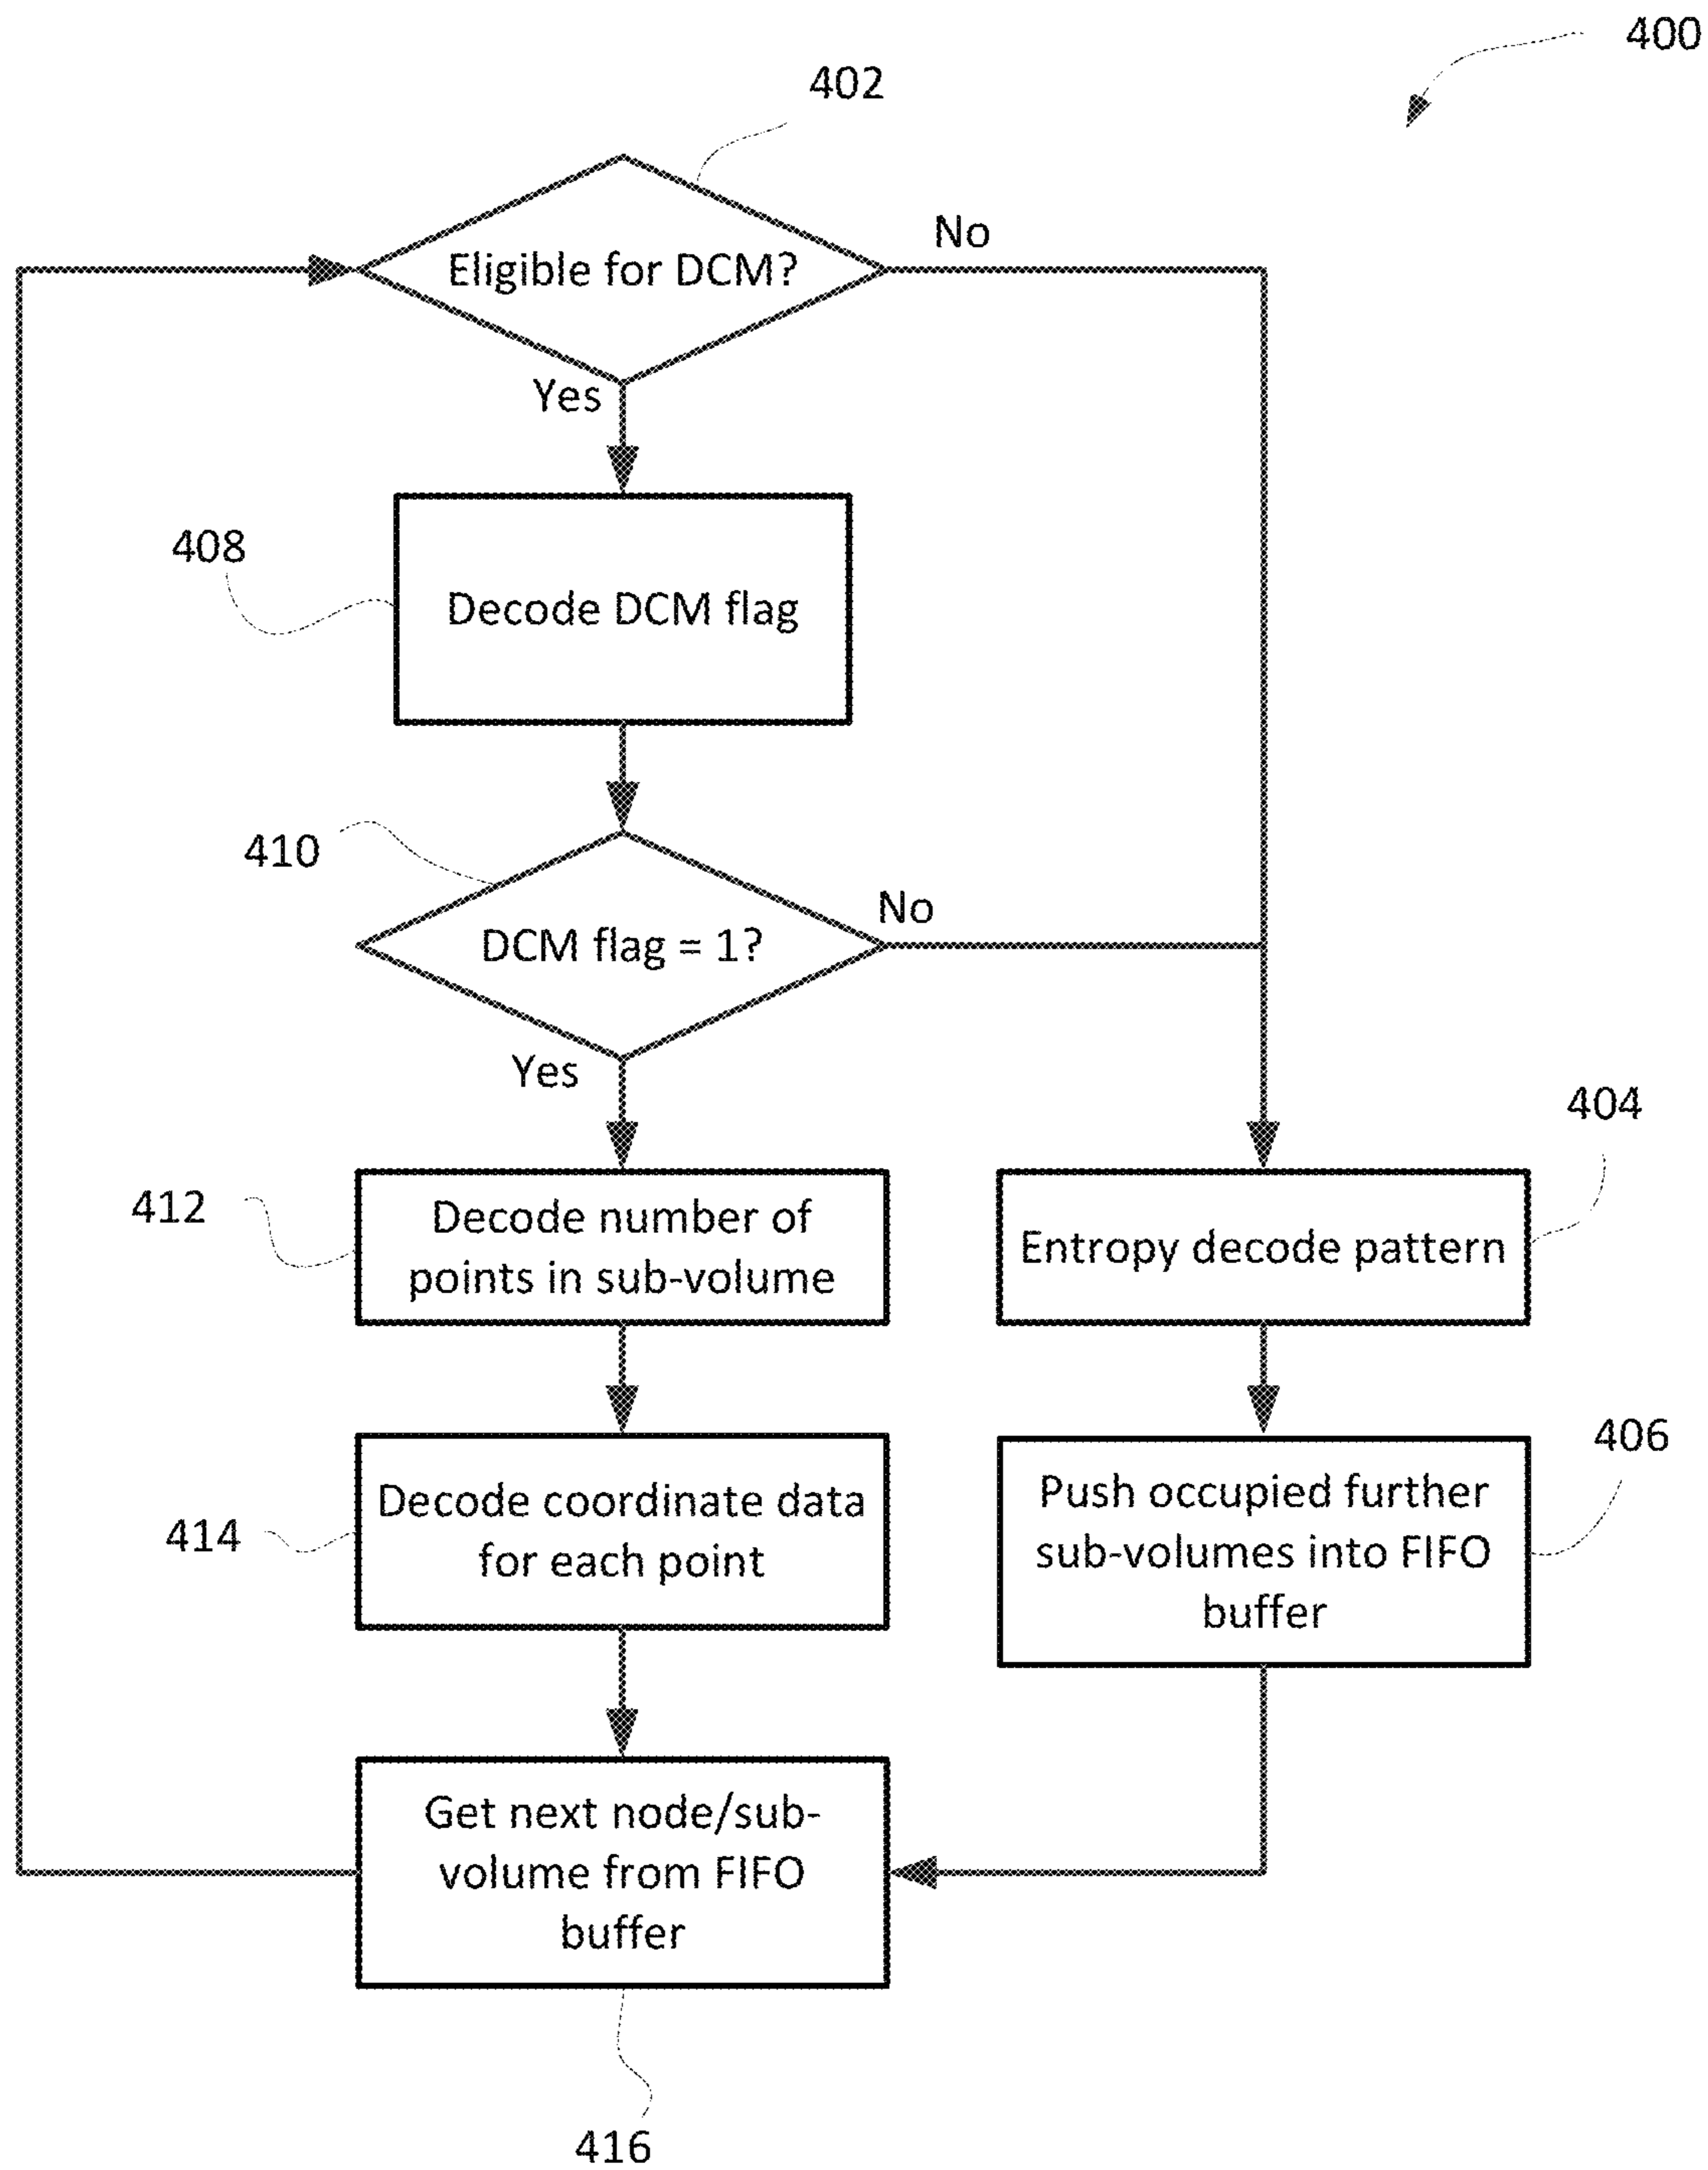 400
402
Eligible for DCM?
No
Yes
408
Decode DCM flag
410
DCM flag = 1?
No
Yes
404
412
Decode number of
points in sub-volume
Entropy decode pattern
406
414
Decode coordinate data
for each point
Push occupied further
sub-volumes into FIFO
buffer
Get next node/sub-
volume from FIFO
buffer
416